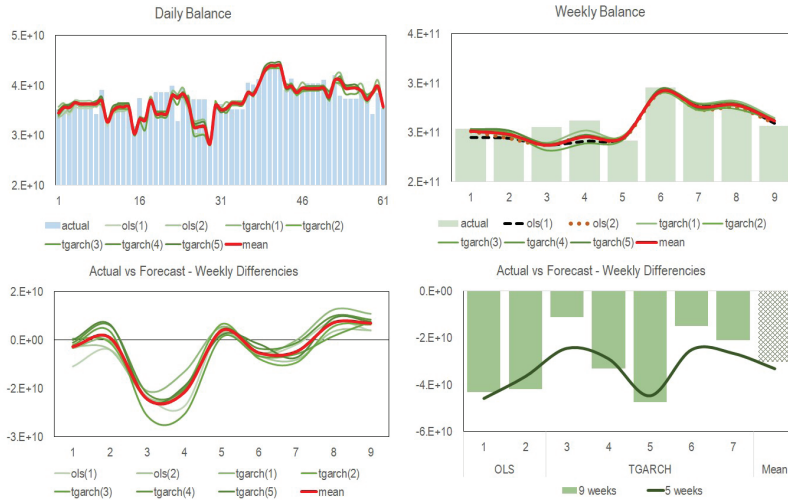 Daily Balance
5.E+10
4.E+10
3.E+10
2.E+10
1 16 31 46 61
actual ols(1) ols(2) tgarch(1) tgarch(2)
tgarch(3) tgarch(4) tgarch(5) mean
Weekly Balance
4.E+11
3.E+11
3.E+11
2.E+11
1 2 3 4 5 6 7 8 9
actual ols(1) ols(2) tgarch(1) tgarch(2)
tgarch(3) tgarch(4) tgarch(5) mean
Actual vs Forecast - Weekly Differencies
2.E+10
0.E+00
-2.E+10
-3.E+10
1 2 3 4 5 6 7 8 9
ols(1) ols(2) tgarch(1) tgarch(2)
tgarch(3) tgarch(4) tgarch(5) mean
Actual vs Forecast - Weekly Differencies
0.E+00
-2.E+10
-4.E+10
-6.E+10
1 2 3 4 5 6 7
OLS TGARCH Mean
9 weeks 5 weeks